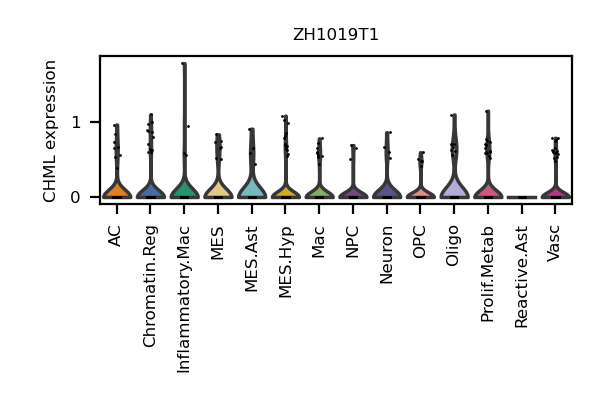 ZH1019T1
CHML expression
1
0
AC
Chromatin.Reg
Inflammatory.Mac
MES
MES.Ast
MES.Hyp
Mac
NPC
Neuron
OPC
Oligo
Prolif.Metab
Reactive.Ast
Vasc